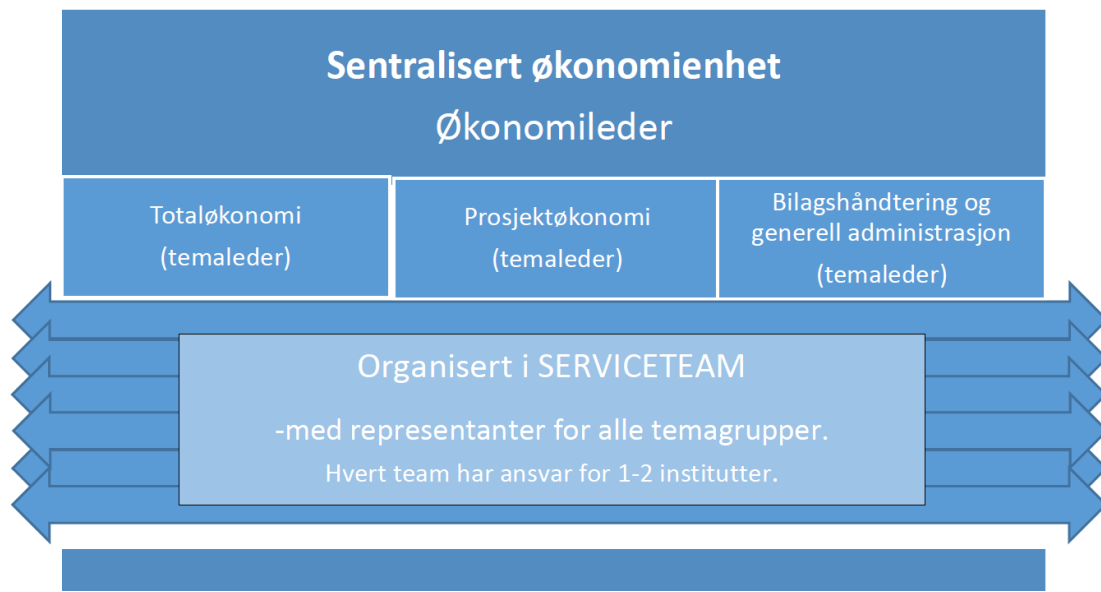 Sentralisert økonomienhet
Økonomileder
Totaløkonomi
(temaleder)
Prosjektøkonomi
(temaleder)
Bilagshåndtering og
generell administrasjon
(temaleder)
Organisert i SERVICETEAM
-med representanter for alle temagrupper.
Hvert team har ansvar for 1-2 institutter.